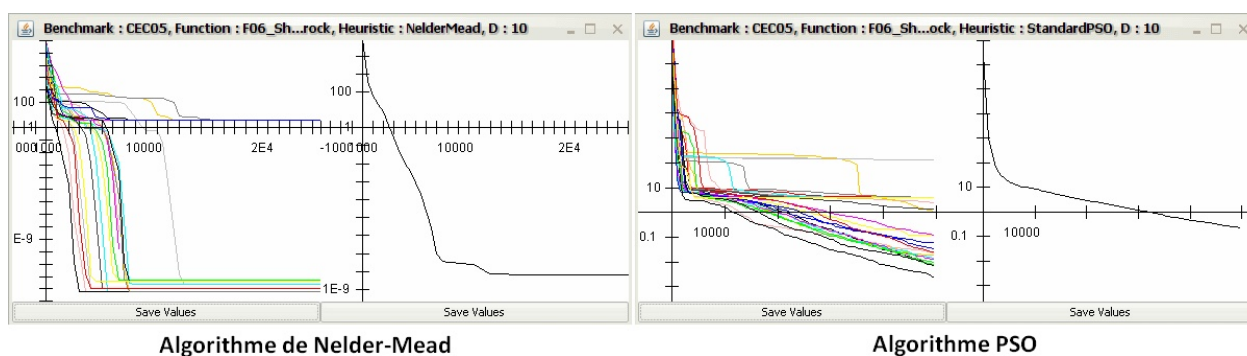 Benchmark : CEC05, Function : F06_Sh...rock, Heuristic : NelderMead, D : 10
100
1
10000
2E4
E-9
100
-1000
10000
2E4
1E-9
Save Values
Save Values
Benchmark : CEC05, Function : F06_Sh...ock, Heuristic : StandardPSO, D : 10
10
0.1
10000
10
0.1
10000
Save Values
Save Values
Algorithme de Nelder-Mead
Algorithme PSO